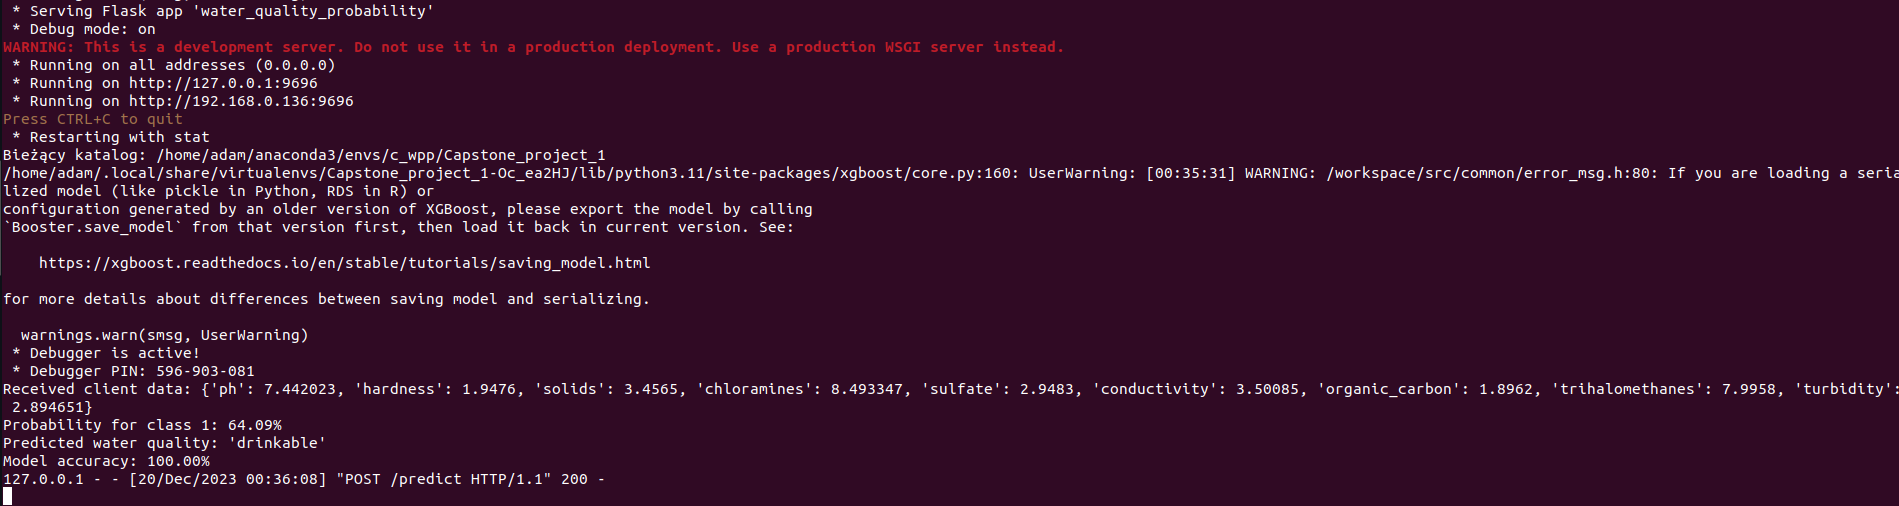 * Serving Flask app 'water_quality_probability'
* Debug mode: on
WARNING: This is a development server. Do not use it in a production deployment. Use a production WSGI server instead.
* Running on all addresses (0.0.0.0)
* Running on http://127.0.0.1:9696
* Running on http://192.168.0.136:9696
Press CTRL+C to quit
* Restarting with stat
Bieżący katalog: /home/adam/anaconda3/envs/c_wpp/Capstone_project_1
/home/adam/.local/share/virtualenvs/Capstone_project_1-Oc_ea2HJ/lib/python3.11/site-packages/xgboost/core.py:160: UserWarning: [00:35:31] WARNING: /workspace/src/common/error_msg.h:80: If you are loading a seria
lized model (like pickle in Python, RDS in R) or
configuration generated by an older version of XGBoost, please export the model by calling
`Booster.save_model` from that version first, then load it back in current version. See:
https://xgboost.readthedocs.io/en/stable/tutorials/saving_model.html
for more details about differences between saving model and serializing.
warnings.warn(smsg, UserWarning)
* Debugger is active!
* Debugger PIN: 596-903-081
Received client data: {'ph': 7.442023, 'hardness': 1.9476, 'solids': 3.4565, 'chloramines': 8.493347, 'sulfate': 2.9483, 'conductivity': 3.50085, 'organic_carbon': 1.8962, 'trihalomethanes': 7.9958, 'turbidity':
2.894651}
Probability for class 1: 64.09%
Predicted water quality: 'drinkable'
Model accuracy: 100.00%
127.0.0.1 - - [20/Dec/2023 00:36:08] "POST /predict HTTP/1.1" 200 -